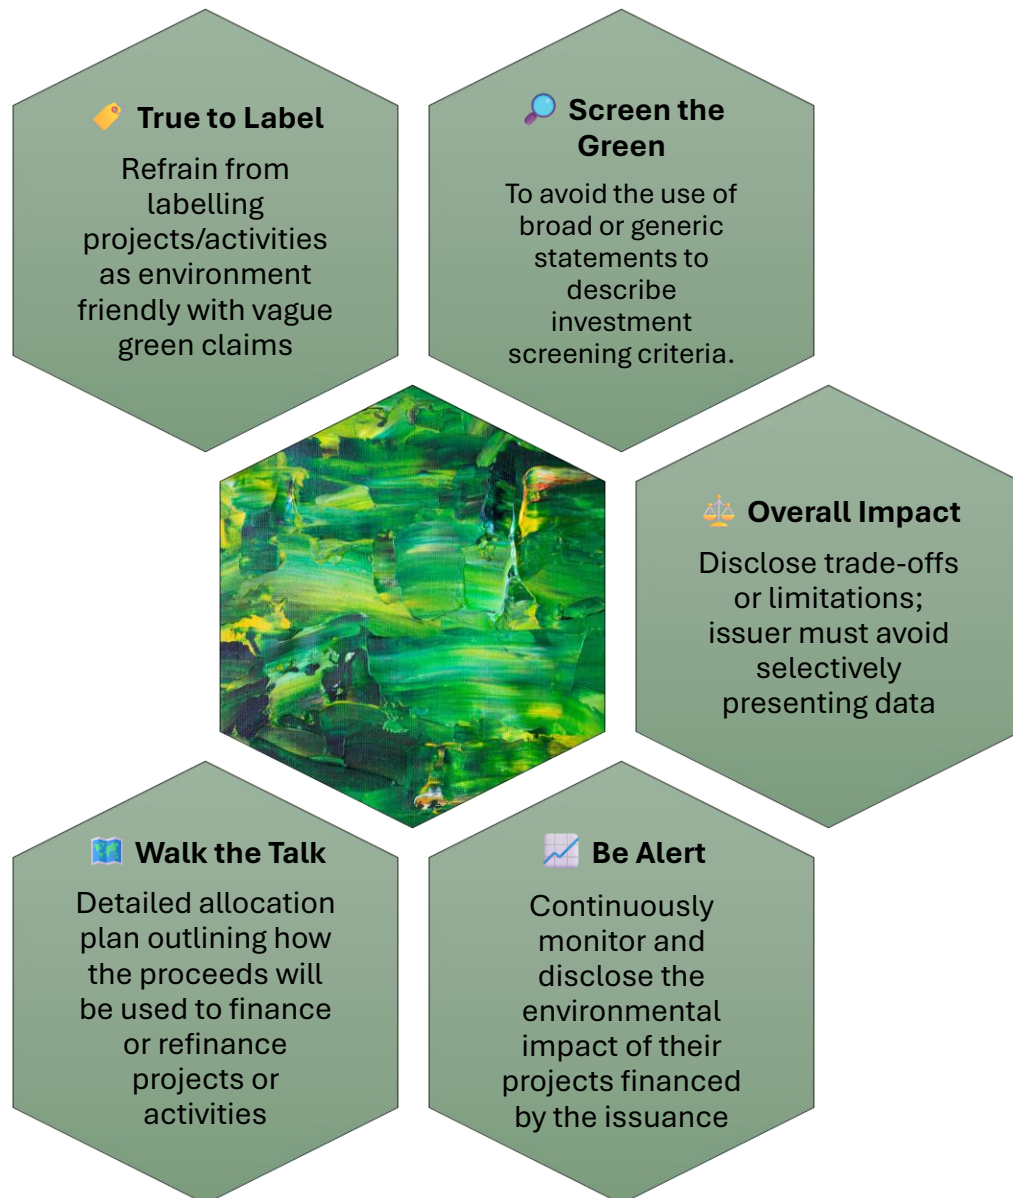 🏷️ True to Label
Refrain from
labelling
projects/activities
as environment
friendly with vague
green claims
🔎 Screen the
Green
To avoid the use of
broad or generic
statements to
describe
investment
screening criteria.
⚖️ Overall Impact
Disclose trade-offs
or limitations;
issuer must avoid
selectively
presenting data
🗺️ Walk the Talk
Detailed allocation
plan outlining how
the proceeds will
be used to finance
or refinance
projects or
activities
📈 Be Alert
Continuously
monitor and
disclose the
environmental
impact of their
projects financed
by the issuance